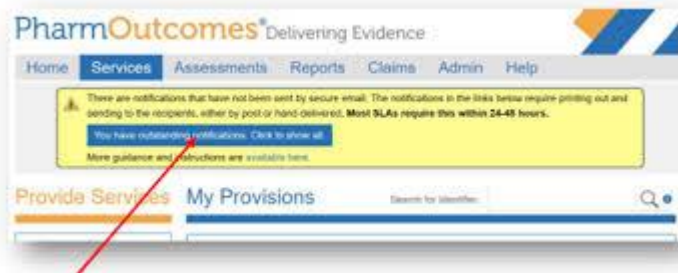 PharmOutcomes® Delivering Evidence
Home Services Assessments Reports Claims Admin Help
There are notifications that have not been sent by secure email. The notifications in the links below require printing out and
sending to the recipients, either by post or hand delivered. Most SLAs require this within 24-48 hours.
You have outstanding notifications. Click to show all.
More guidance and instructions are available here.
Provide Services My Provisions Search for Identifier: